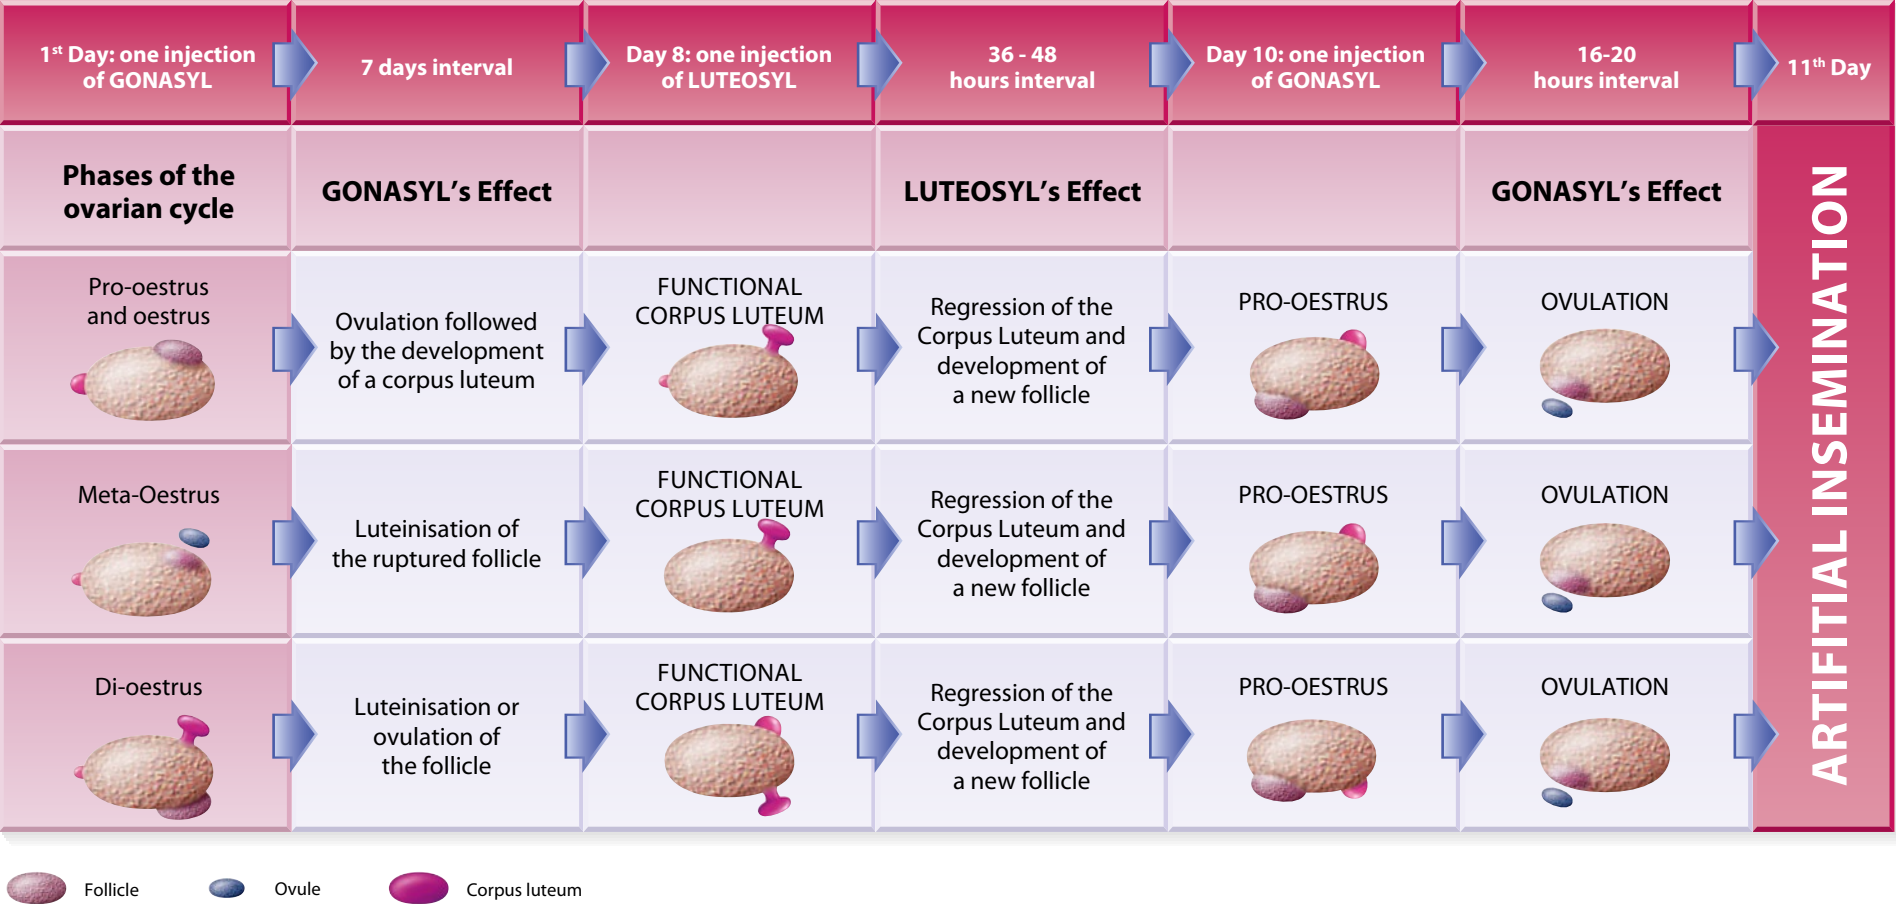 1st Day: one injection
of GONASYL
7 days interval
Day 8: one injection
of LUTEOSYL
36 - 48
hours interval
Day 10: one injection
of GONASYL
16-20
hours interval
11th Day
Phases of the
ovarian cycle
GONASYL's Effect
LUTEOSYL's Effect
GONASYL's Effect
ARTIFITIAL INSEMINATION
Pro-oestrus
and oestrus
Ovulation followed
by the development
of a corpus luteum
FUNCTIONAL
CORPUS LUTEUM
Regression of the
Corpus Luteum and
development of
a new follicle
PRO-OESTRUS
OVULATION
Meta-Oestrus
Luteinisation of
the ruptured follicle
FUNCTIONAL
CORPUS LUTEUM
Regression of the
Corpus Luteum and
development of
a new follicle
PRO-OESTRUS
OVULATION
Di-oestrus
Luteinisation or
ovulation of
the follicle
FUNCTIONAL
CORPUS LUTEUM
Regression of the
Corpus Luteum and
development of
a new follicle
PRO-OESTRUS
OVULATION
Follicle
Ovule
Corpus luteum